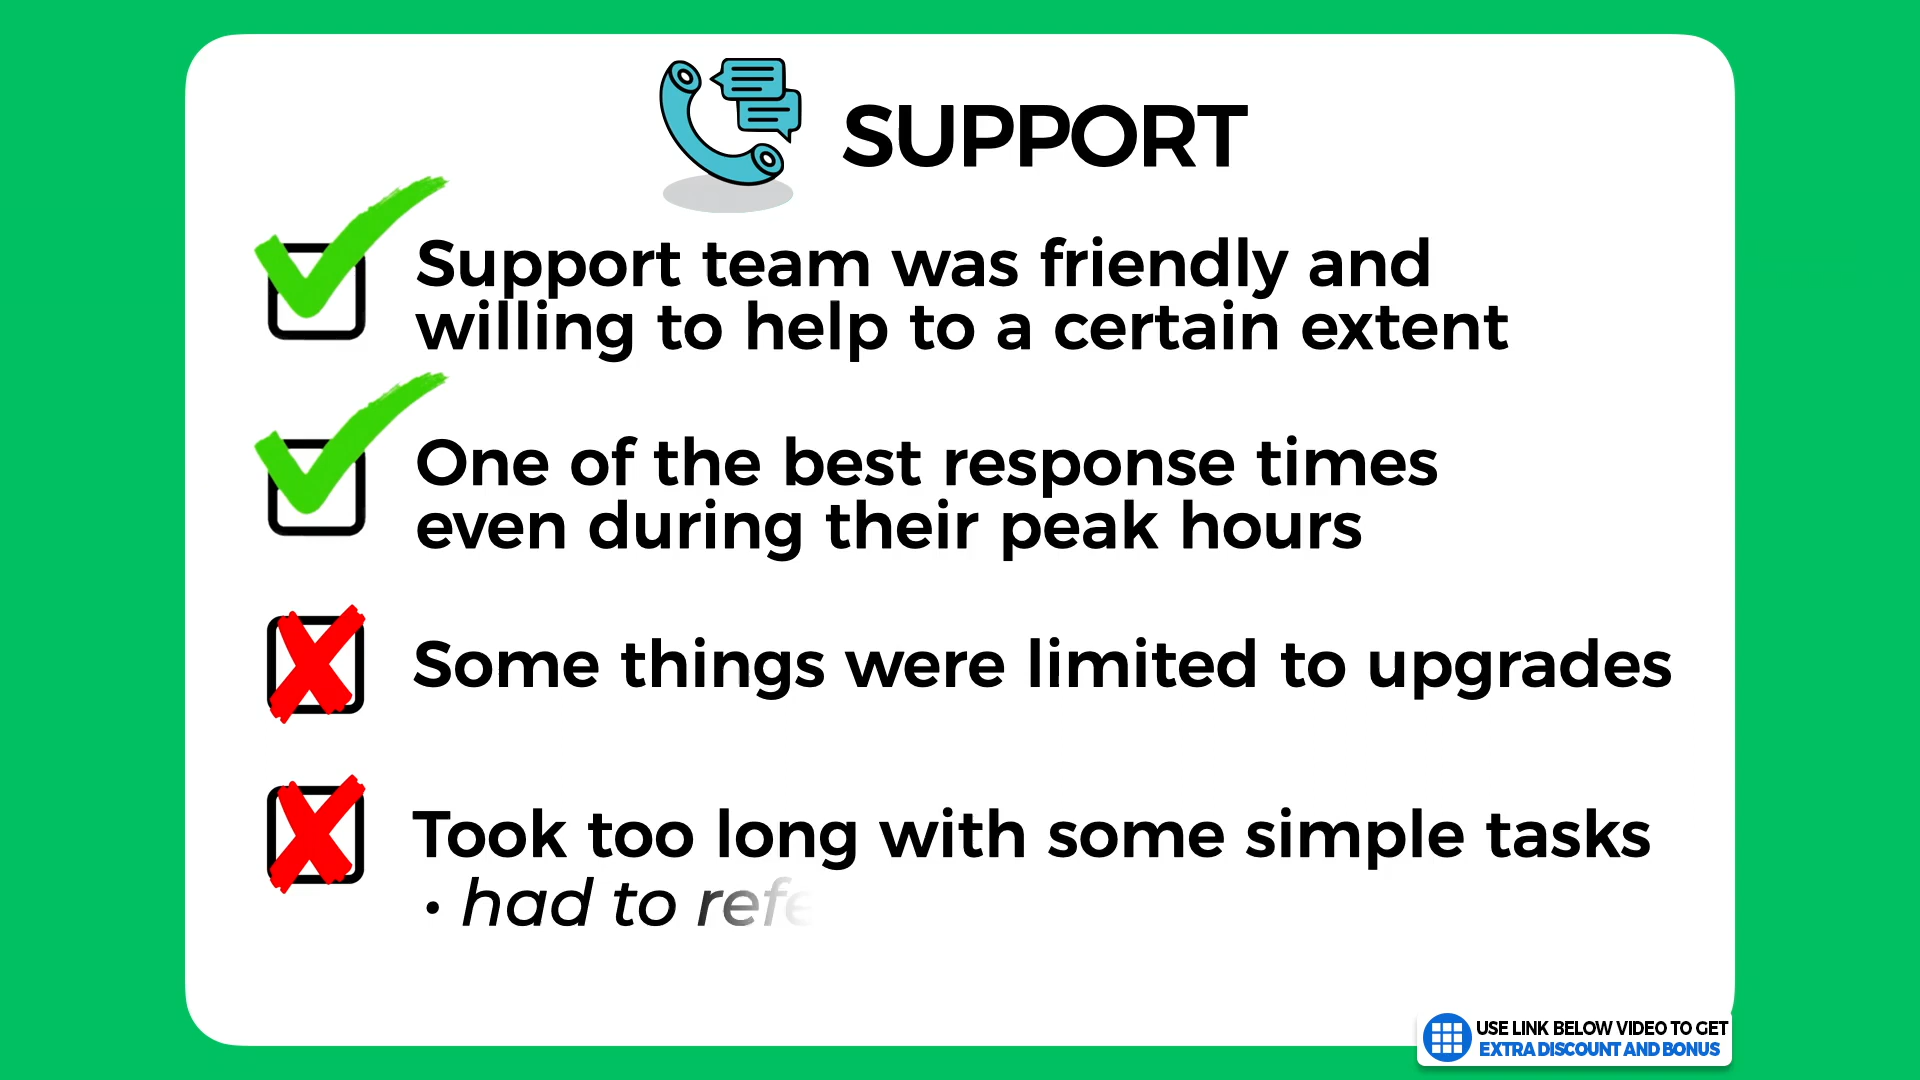 SUPPORT
Support team was friendly and
willing to help to a certain extent
One of the best response times
even during their peak hours
Some things were limited to upgrades
Took too long with some simple tasks
• had to
USE LINK BELOW VIDEO TO GET
EXTRA DISCOUNT AND BONUS